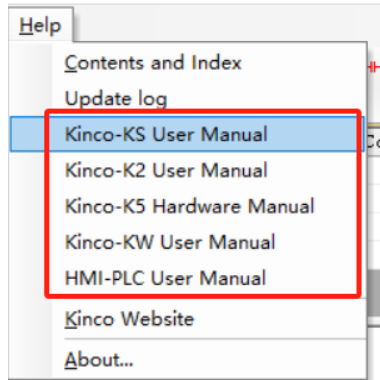 Help
Contents and Index
Update log
Kinco-KS User Manual
Kinco-K2 User Manual
Kinco-K5 Hardware Manual
Kinco-KW User Manual
HMI-PLC User Manual
Kinco Website
About...